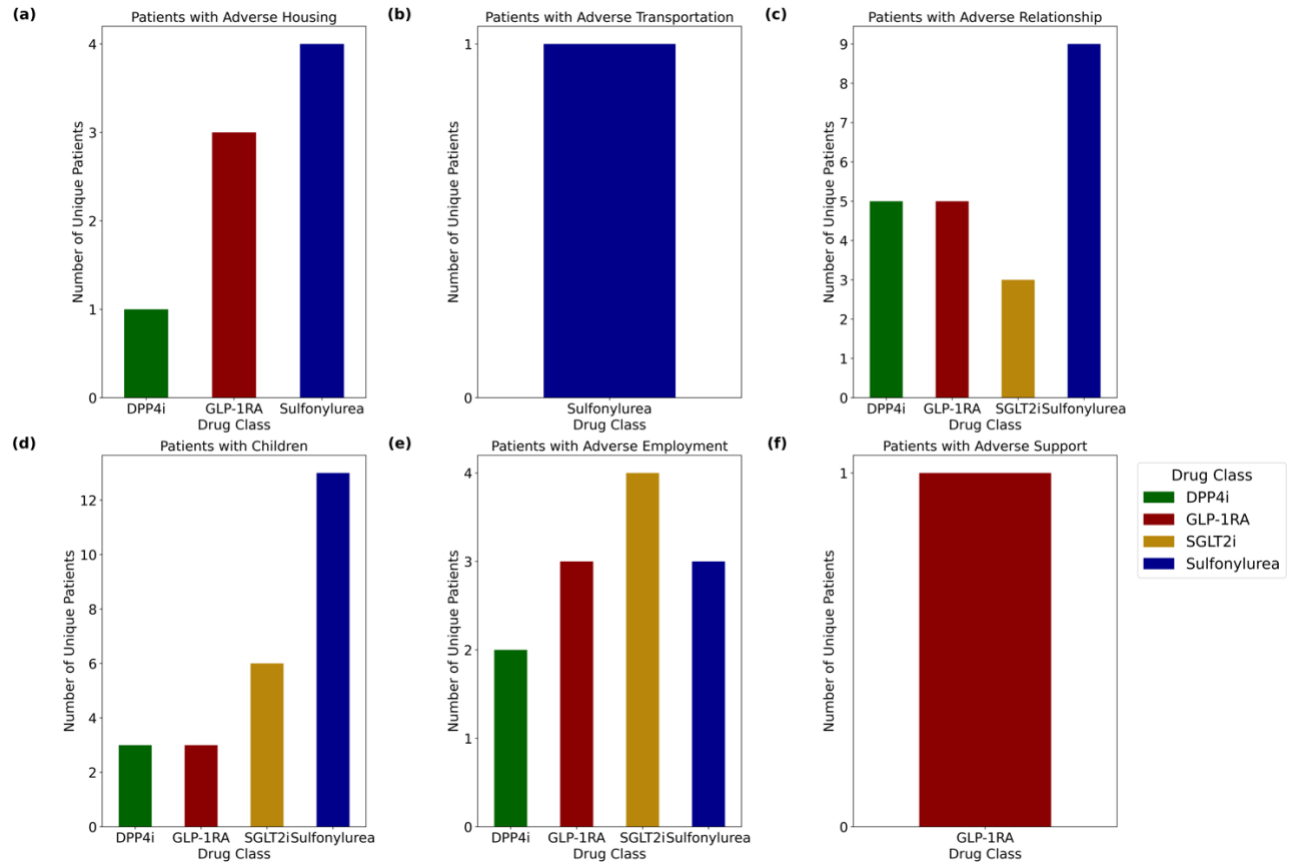 (a)
Patients with Adverse Housing
Number of Unique Patients
4
3
2
1
0
DPP4i
GLP-1RA
Sulfonylurea
Drug Class
(b)
Patients with Adverse Transportation
Number of Unique Patients
1
0
Sulfonylurea
Drug Class
(c)
Patients with Adverse Relationship
Number of Unique Patients
9
8
7
6
5
4
3
2
1
0
DPP4i
GLP-1RA
SGLT2i
Sulfonylurea
Drug Class
(d)
Patients with Children
Number of Unique Patients
12
10
8
6
4
2
0
DPP4i
GLP-1RA
SGLT2i
Sulfonylurea
Drug Class
(e)
Patients with Adverse Employment
Number of Unique Patients
4
3
2
1
0
DPP4i
GLP-1RA
SGLT2i
Sulfonylurea
Drug Class
(f)
Patients with Adverse Support
Number of Unique Patients
1
0
GLP-1RA
Drug Class
Drug Class
DPP4i
GLP-1RA
SGLT2i
Sulfonylurea